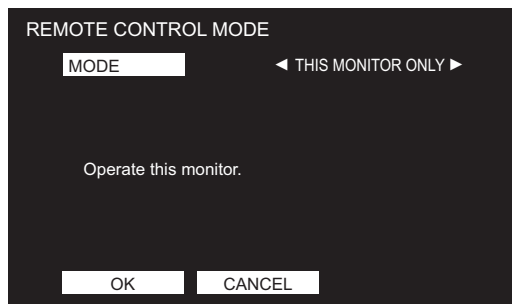 REMOTE CONTROL MODE
MODE ◄ THIS MONITOR ONLY ►
Operate this monitor.
OK CANCEL